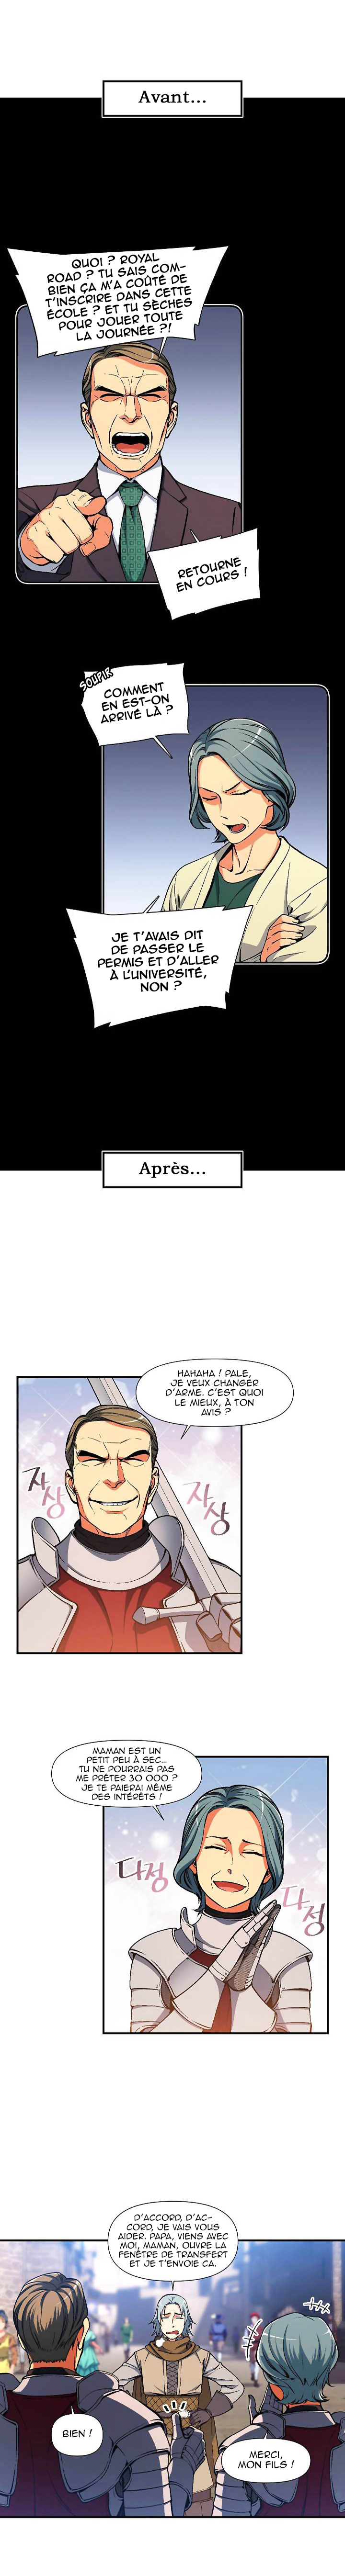 Avant...
QUOI ? ROYAL
ROAD ? TU SAIS COM-
BIEN ÇA M'A COÛTÉ DE
T'INSCRIRE DANS CETTE
ÉCOLE ? ET TU SÈCHES
POUR JOUER TOUTE
LA JOURNÉE ?!
RETOURNE
EN COURS !
SOUPIR
COMMENT
EN EST-ON
ARRIVÉ LÀ ?
JE T'AVAIS DIT
DE PASSER LE
PERMIS ET D'ALLER
À L'UNIVERSITÉ,
NON ?
Après...
HAHAHA ! PALE,
JE VEUX CHANGER
D'ARME. C'EST QUOI
LE MIEUX, À TON
AVIS ?
자상
자상
MAMAN EST UN
PETIT PEU À SEC...
TU NE POURRAIS PAS
ME PRÊTER 30 000 ?
JE TE PAIERAI MÊME
DES INTÉRÊTS !
다정
다정
D'ACCORD, D'AC-
CORD, JE VAIS VOUS
AIDER. PAPA, VIENS AVEC
MOI, MAMAN, OUVRE LA
FENÊTRE DE TRANSFERT
ET JE T'ENVOIE CA.
BIEN !
MERCI,
MON FILS !